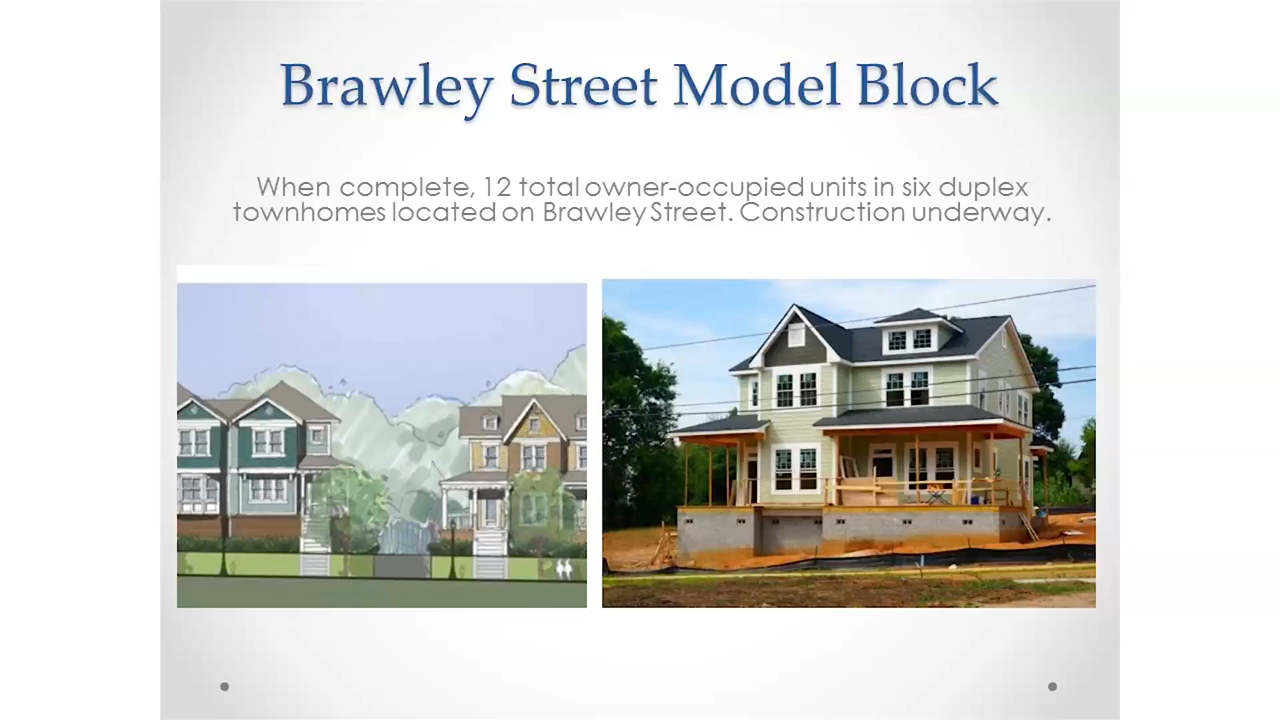 Brawley Street Model Block
When complete, 12 total owner-occupied units in six duplex
townhomes located on Brawley Street. Construction underway.